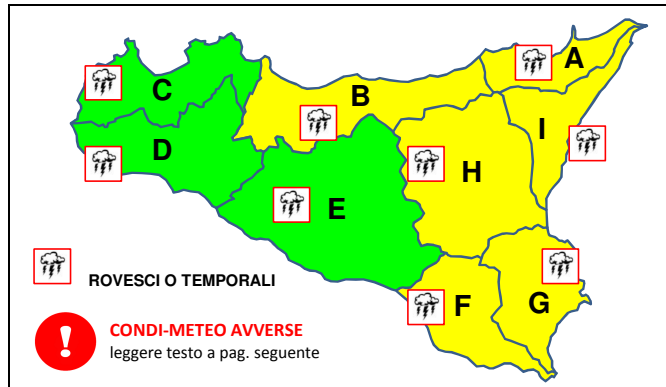 A
C
B
I
D
H
E
F
G
ROVESCI O TEMPORALI
! CONDI-METEO AVVERSE
leggere testo a pag. seguente